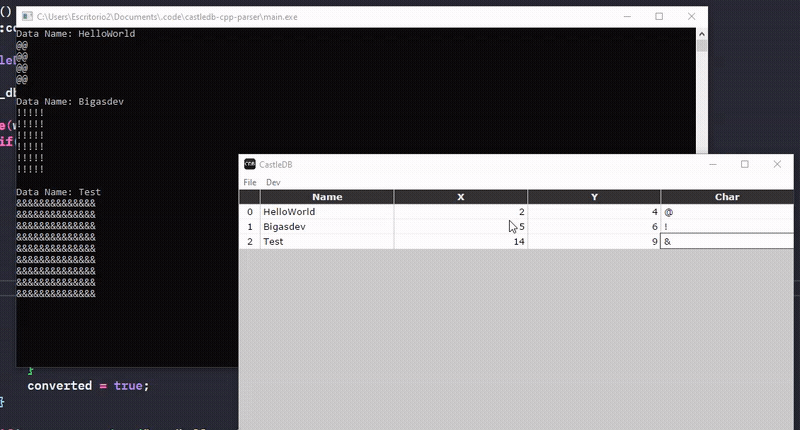 ()
C:\Users\Escritorio2\Documents\.code\castledb-cpp-parser\main.exe
Data Name: HelloWorld
@@
@@
@@
@@
Data Name: Bigasdev
!!!!!
!!!!!
!!!!!
!!!!!
!!!!!
!!!!!
Data Name: Test
&&&&&&&&&&&&&&
&&&&&&&&&&&&&&
&&&&&&&&&&&&&&
&&&&&&&&&&&&&&
&&&&&&&&&&&&&&
&&&&&&&&&&&&&&
&&&&&&&&&&&&&&
&&&&&&&&&&&&&&
&&&&&&&&&&&&&&
CastleDB
File Dev
Name X Y Char
0 HelloWorld 2 4 @
1 Bigasdev 5 6 !
2 Test 14 9 &
}
converted = true;
}